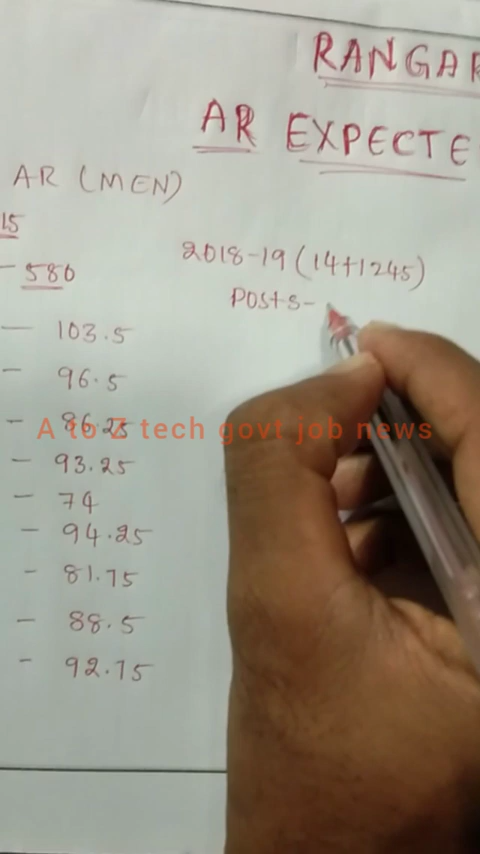 RANGAR
AR EXPECTE
AR (MEN)
15
- 580
2018-19 (14+1245)
Posts-
- 103.5
- 96.5
- 86.25
- 93.25
- 74
- 94.25
- 81.75
- 88.5
- 92.75
A to Z tech govt job news